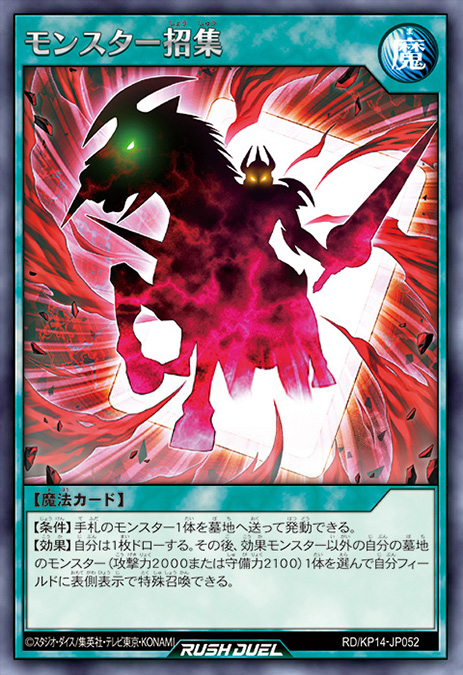 モンスター招集
魔
【魔法カード】
【条件】手札のモンスター1体を墓地へ送って発動できる。
【効果】自分は1枚ドローする。その後、効果モンスター以外の自分の墓地
のモンスター（攻撃力2000または守備力2100）1体を選んで自分フィー
ルドに表側表示で特殊召喚できる。
©スタジオ・ダイス/集英社・テレビ東京・KONAMI
RUSH DUEL
RD/KP14-JP052